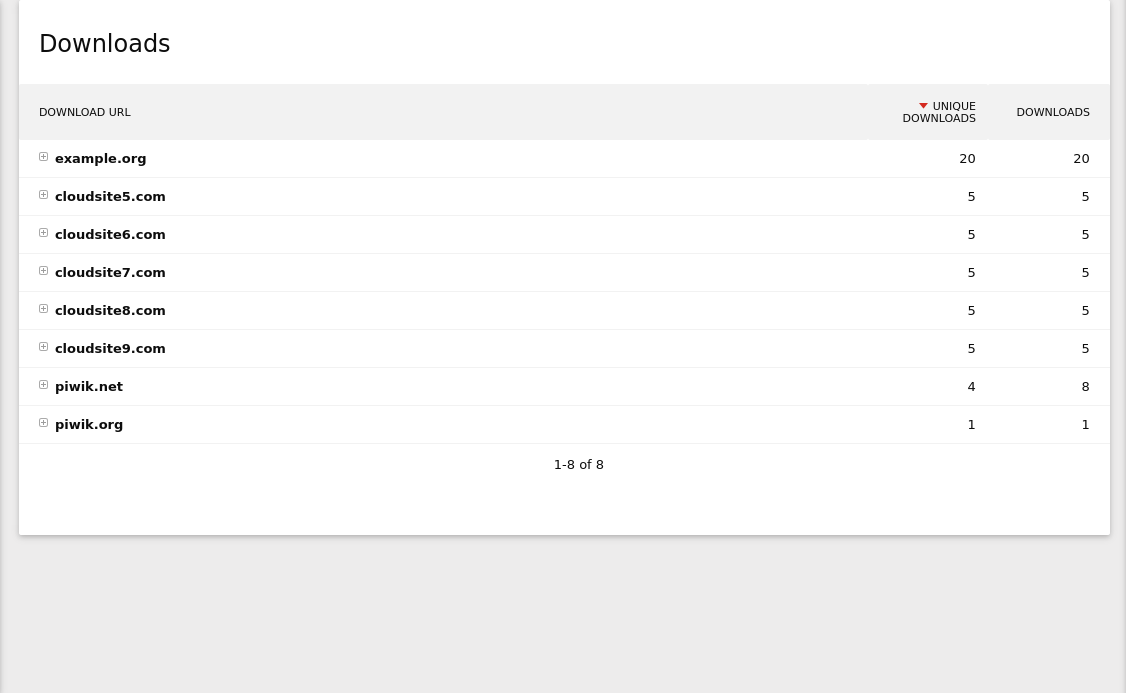 Downloads
DOWNLOAD URL UNIQUE DOWNLOADS DOWNLOADS
example.org 20 20
cloudsite5.com 5 5
cloudsite6.com 5 5
cloudsite7.com 5 5
cloudsite8.com 5 5
cloudsite9.com 5 5
piwik.net 4 8
piwik.org 1 1
1-8 of 8